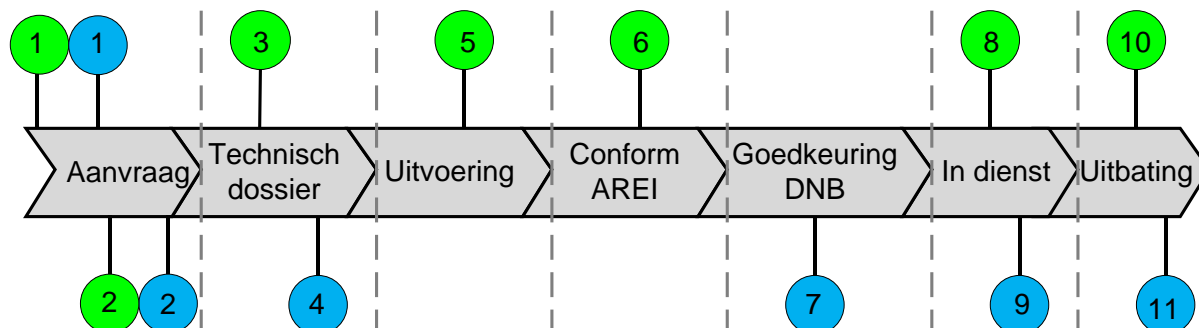 1 1 3 5 6 8 10
Aanvraag
Technisch
dossier
Uitvoering
Conform
AREI
Goedkeuring
DNB
In dienst
Uitbating
2 2 4 7 9 11